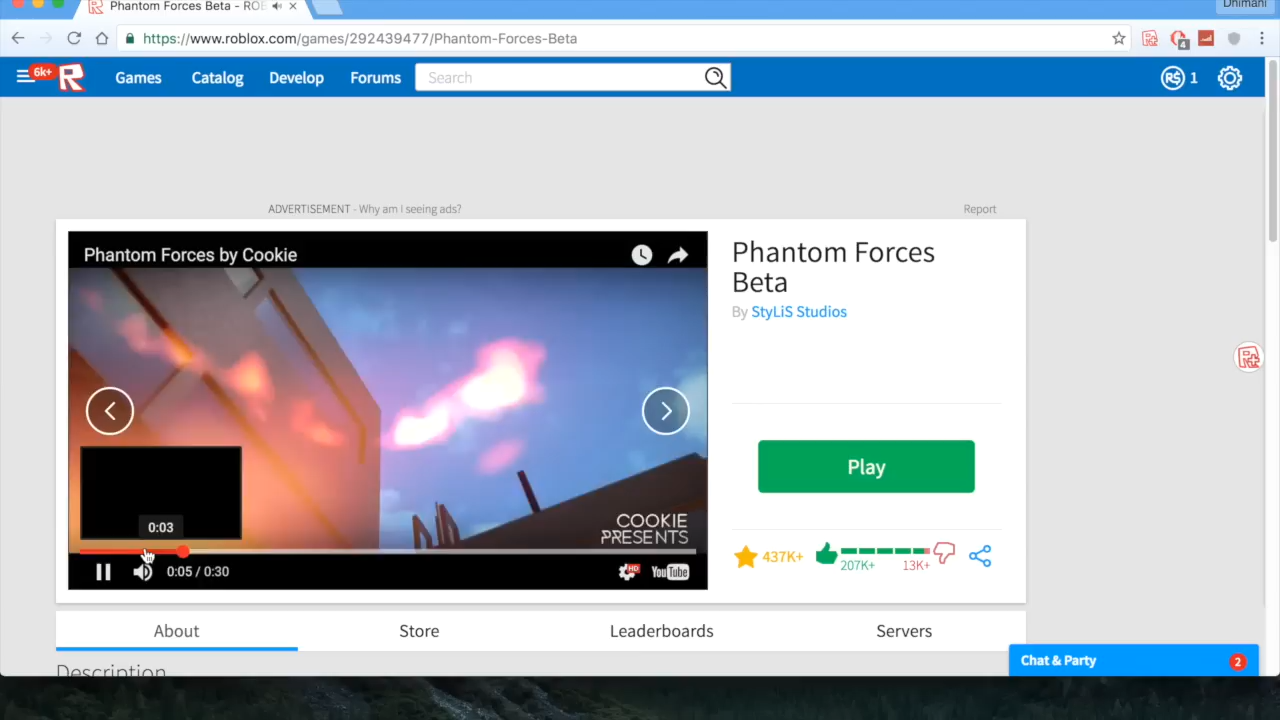 Phantom Forces Beta - ROB
Dhimani
https://www.roblox.com/games/292439477/Phantom-Forces-Beta
4
6k+
R
Games
Catalog
Develop
Forums
Search
R$ 1
ADVERTISEMENT - Why am I seeing ads?
Report
Phantom Forces by Cookie
Phantom Forces
Beta
By StyLiS Studios
Play
0:03
COOKIE
PRESENTS
0:05 / 0:30
HD
YouTube
437K+
207K+
13K+
About
Store
Leaderboards
Servers
Description
Chat & Party
2